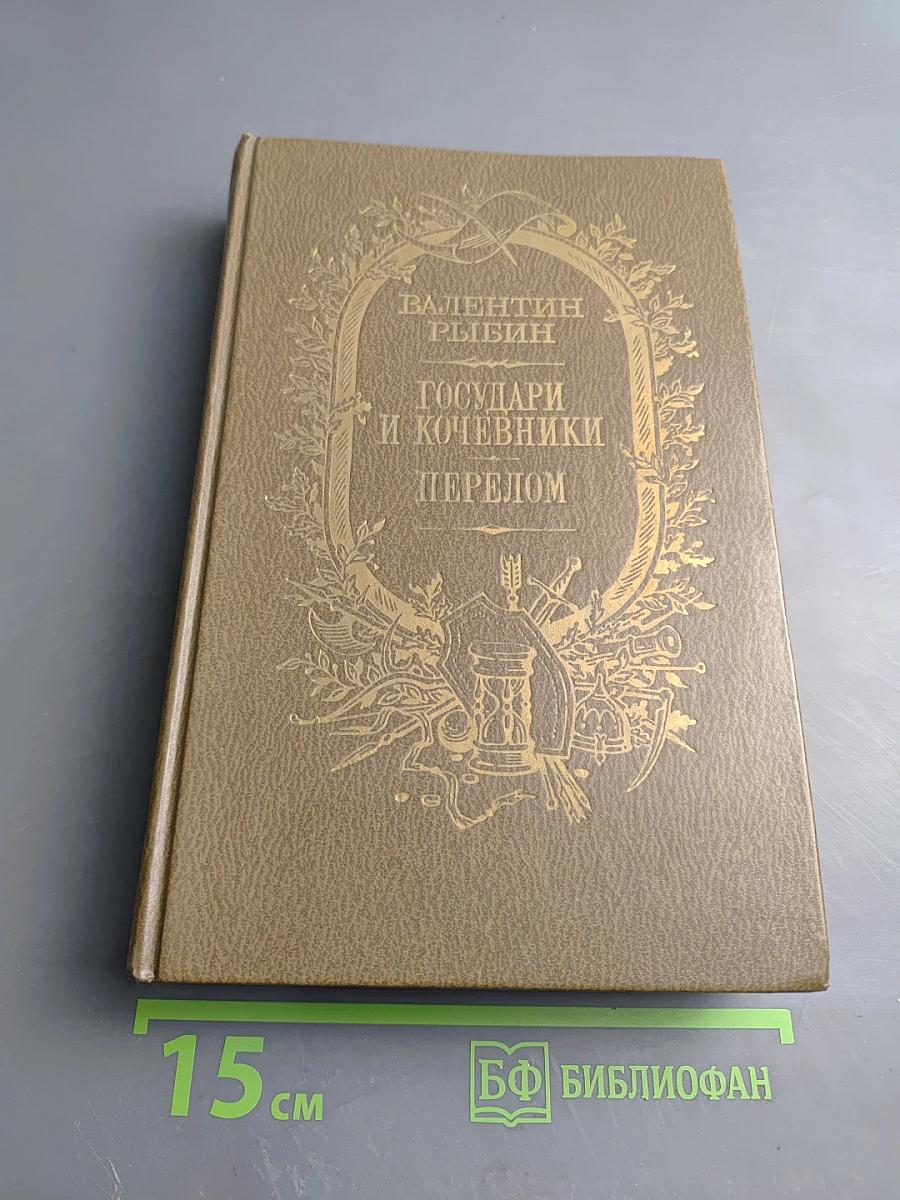 ВАЛЕНТИН
РЫБИН
ГОСУДАРИ
И КОЧЕВНИКИ
ПЕРЕЛОМ
15 см
БФ БИБЛИОФАН